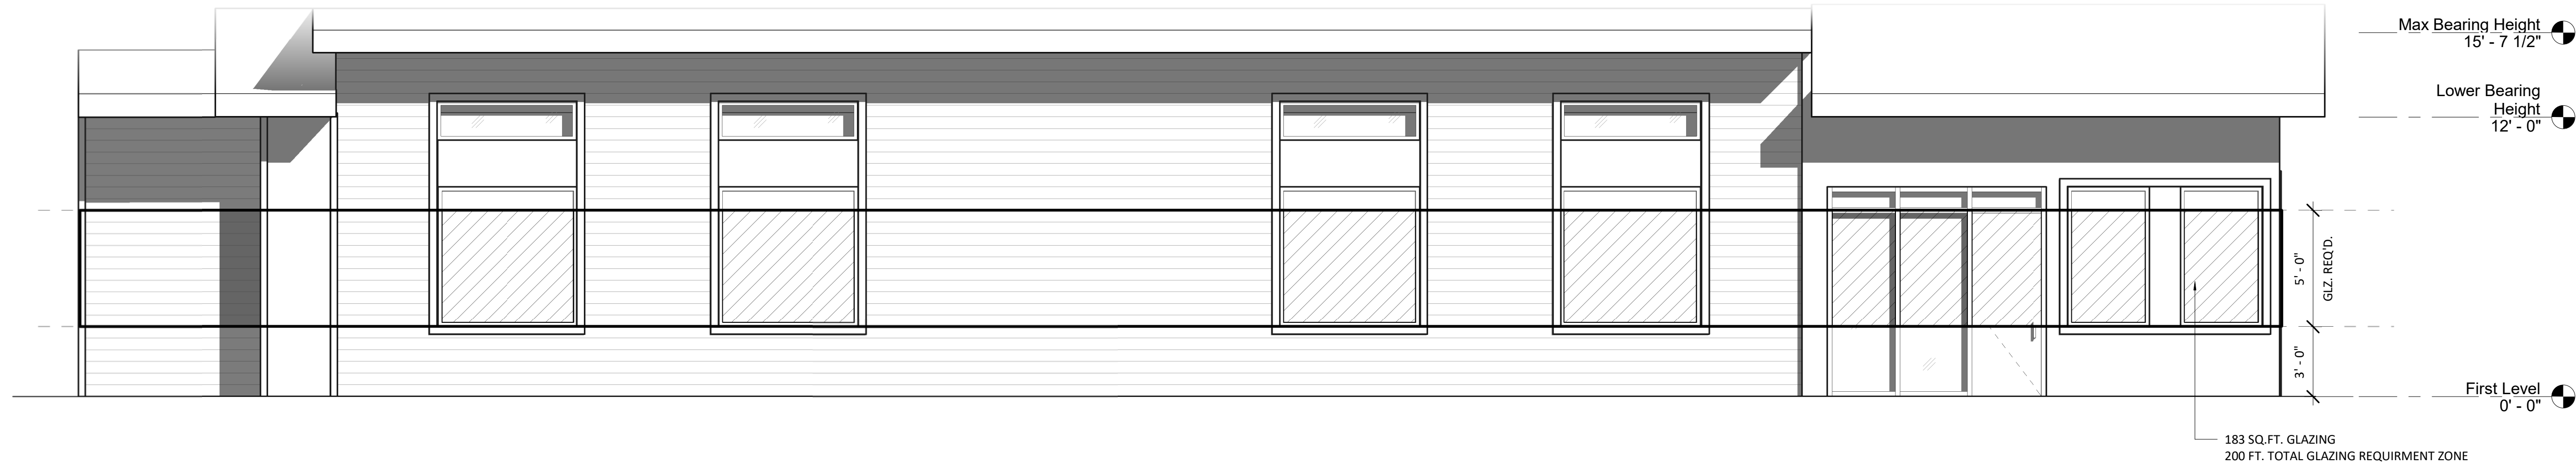 Max Bearing Height
15' - 7 1/2"
Lower Bearing
Height
12' - 0"
5' - 0"
GLZ. REQ'D.
3' - 0"
First Level
0' - 0"
183 SQ.FT. GLAZING
200 FT. TOTAL GLAZING REQUIRMENT ZONE